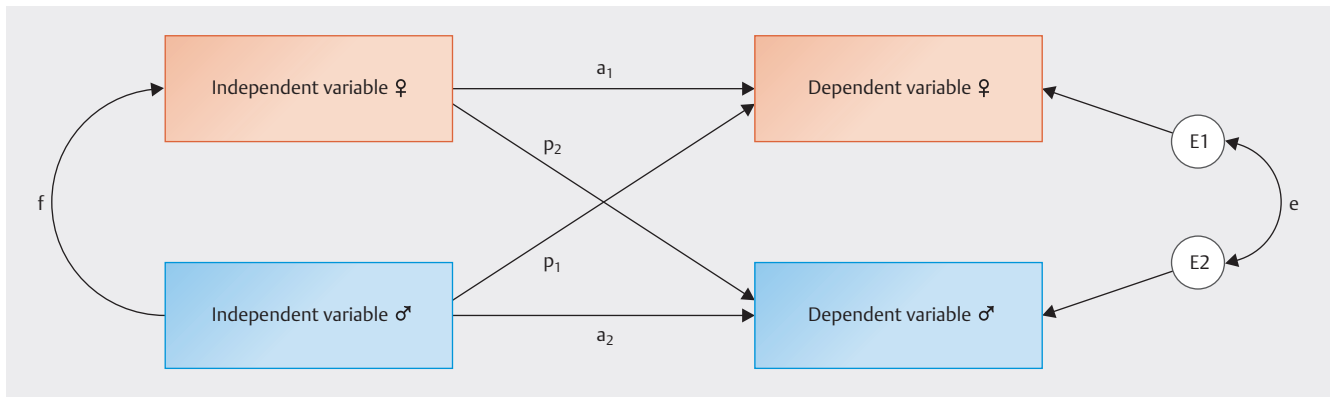 Independent variable ♀
a₁
Dependent variable ♀
p₂
E1
f
e
p₁
E2
Independent variable ♂
a₂
Dependent variable ♂